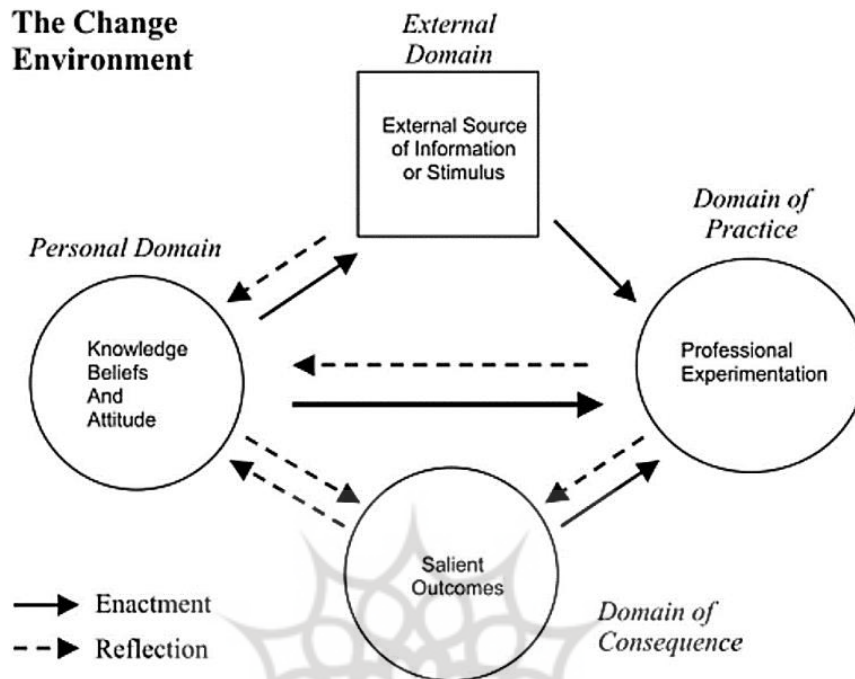 The Change
Environment
External
Domain
External Source
of Information
or Stimulus
Domain of
Practice
Personal Domain
Knowledge
Beliefs
And
Attitude
Professional
Experimentation
Salient
Outcomes
Enactment
Reflection
Domain of
Consequence